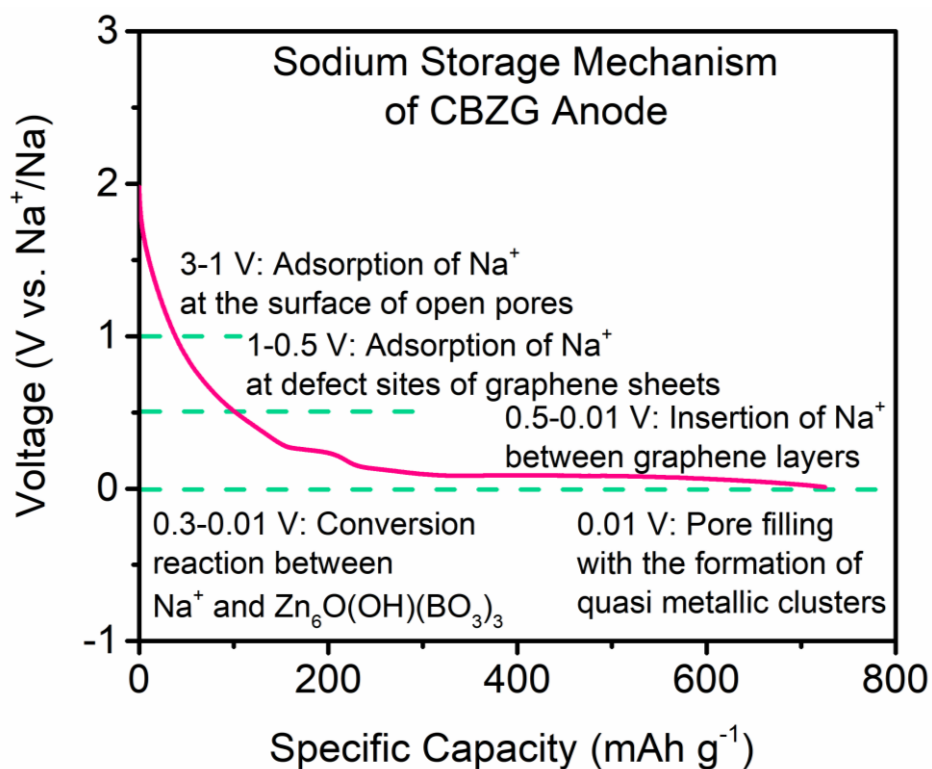 Sodium Storage Mechanism
of CBZG Anode
3
2
1
0
-1
Voltage (V vs. Na⁺/Na)
3-1 V: Adsorption of Na⁺
at the surface of open pores
1-0.5 V: Adsorption of Na⁺
at defect sites of graphene sheets
0.5-0.01 V: Insertion of Na⁺
between graphene layers
0.3-0.01 V: Conversion
reaction between
Na⁺ and Zn₆O(OH)(BO₃)₃
0.01 V: Pore filling
with the formation of
quasi metallic clusters
0 200 400 600 800
Specific Capacity (mAh g⁻¹)